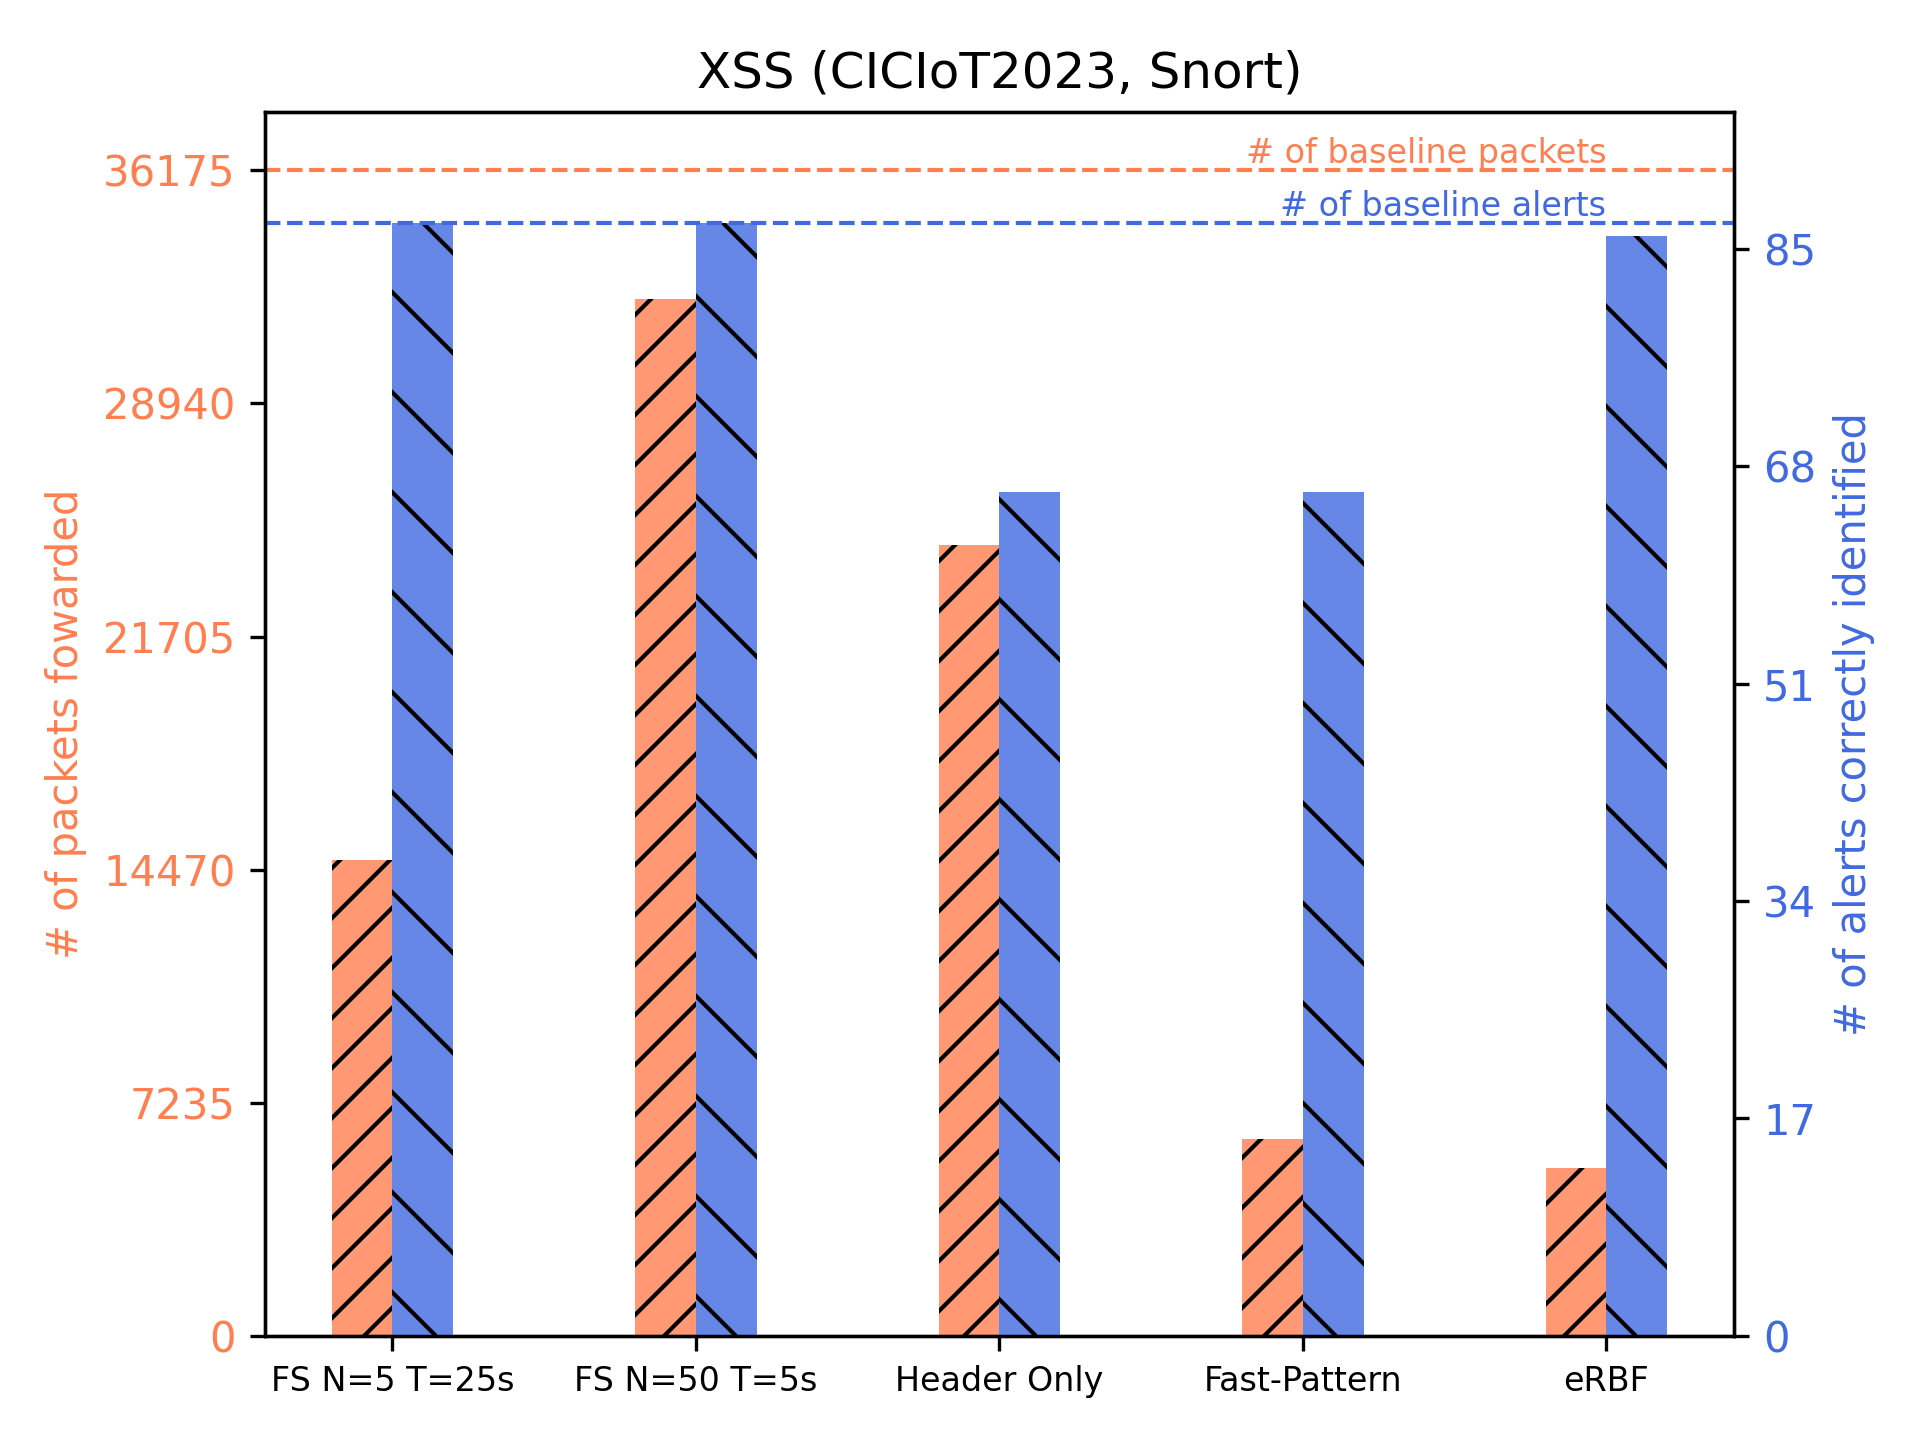 XSS (CICIoT2023, Snort)
# of baseline packets
# of baseline alerts
# of packets fowarded
36175
28940
21705
14470
7235
0
85
68
51
34
17
0
# of alerts correctly identified
FS N=5 T=25s
FS N=50 T=5s
Header Only
Fast-Pattern
eRBF